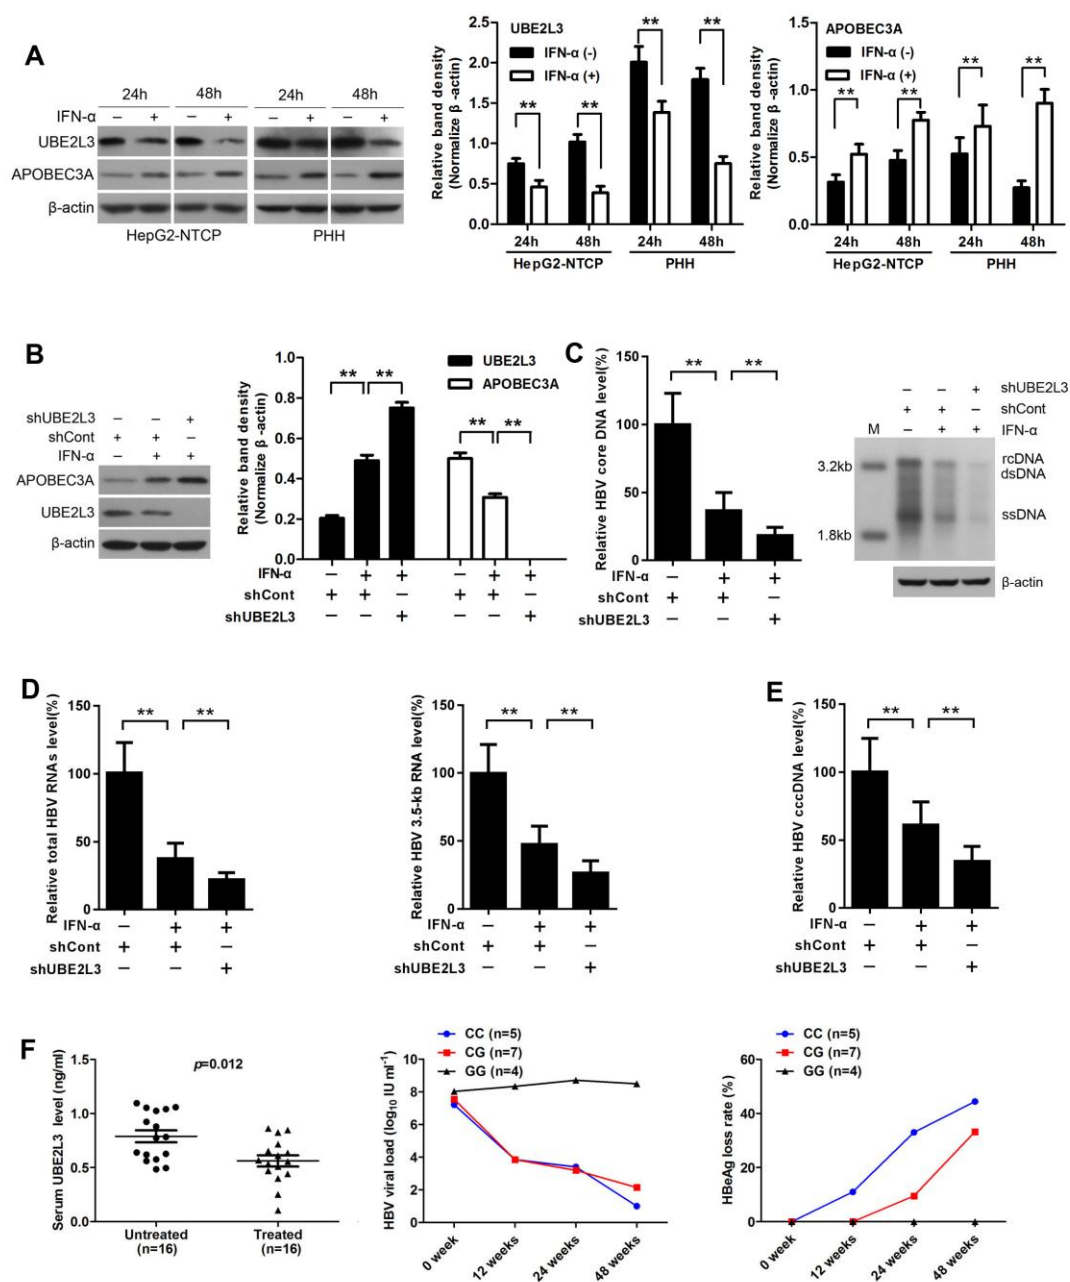 A
24h 48h 24h 48h
IFN-α
– + – + – + – +
UBE2L3
APOBEC3A
β-actin
HepG2-NTCP PHH
Relative band density
(Normalize β -actin)
2.5
2.0
1.5
1.0
0.5
0.0
UBE2L3
IFN-α (-)
IFN-α (+)
** ** ** **
24h 48h 24h 48h
HepG2-NTCP PHH
Relative band density
(Normalize β -actin)
1.5
1.0
0.5
0.0
APOBEC3A
IFN-α (-)
IFN-α (+)
** ** ** **
24h 48h 24h 48h
HepG2-NTCP PHH
B
shUBE2L3 – – +
shCont + + –
IFN-α – + +
APOBEC3A
UBE2L3
β-actin
Relative band density
(Normalize β -actin)
1.0
0.8
0.6
0.4
0.2
0.0
UBE2L3
APOBEC3A
** ** ** **
IFN-α – + + – + +
shCont + + – + + –
shUBE2L3 – – + – – +
C
Relative HBV core DNA level(%)
150
100
50
0
** **
IFN-α – + +
shCont + + –
shUBE2L3 – – +
– – + shUBE2L3
+ + – shCont
M – + + IFN-α
3.2kb
1.8kb
rcDNA
dsDNA
ssDNA
β-actin
D
Relative total HBV RNAs level(%)
150
100
50
0
** **
IFN-α – + +
shCont + + –
shUBE2L3 – – +
Relative HBV 3.5-kb RNA level(%)
150
100
50
0
** **
IFN-α – + +
shCont + + –
shUBE2L3 – – +
E
Relative HBV cccDNA level(%)
150
100
50
0
** **
IFN-α – + +
shCont + + –
shUBE2L3 – – +
F
Serum UBE2L3 level (ng/ml)
1.5
1.0
0.5
0.0
p=0.012
Untreated Treated
(n=16) (n=16)
CC (n=5)
CG (n=7)
GG (n=4)
HBV viral load (log10 IU ml-1)
10
8
6
4
2
0
0 week 12 weeks 24 weeks 48 weeks
CC (n=5)
CG (n=7)
GG (n=4)
HBeAg loss rate (%)
60
40
20
0
0 week 12 weeks 24 weeks 48 weeks